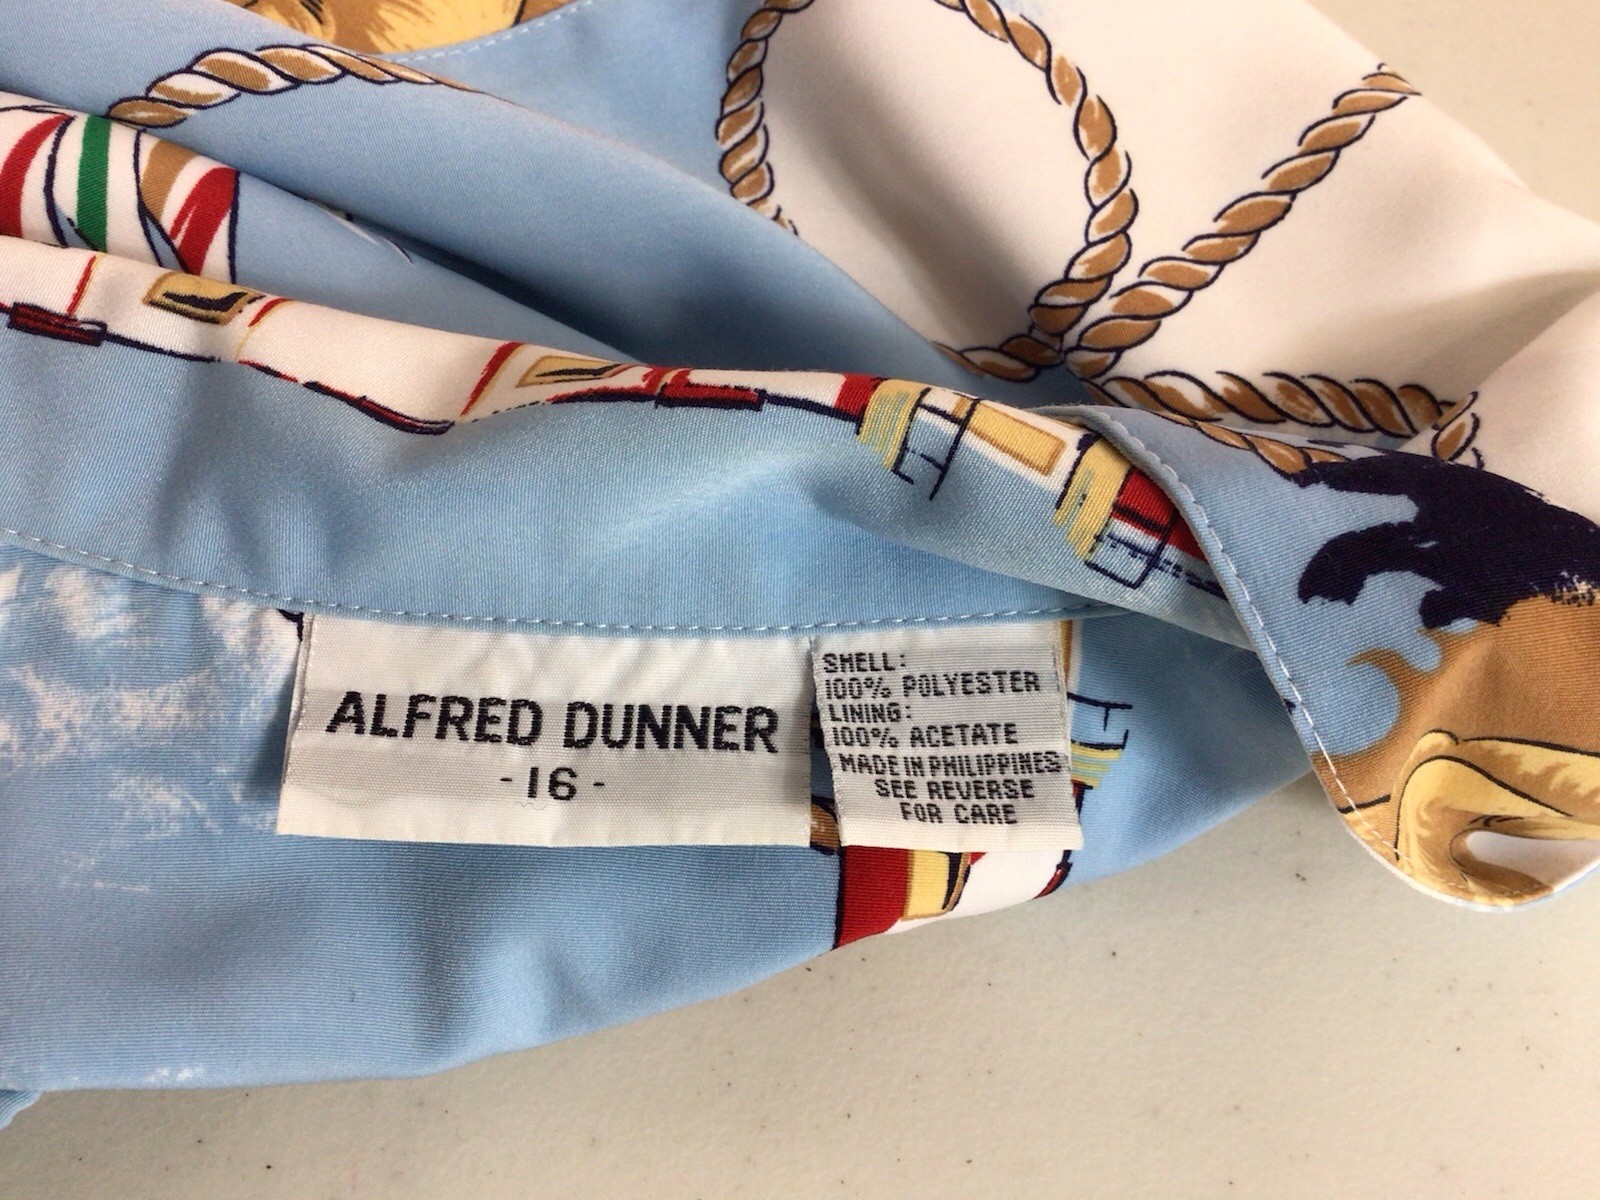 ALFRED DUNNER
-16-
SHELL:
100% POLYESTER
LINING:
100% ACETATE
MADE IN PHILIPPINES
SEE REVERSE
FOR CARE